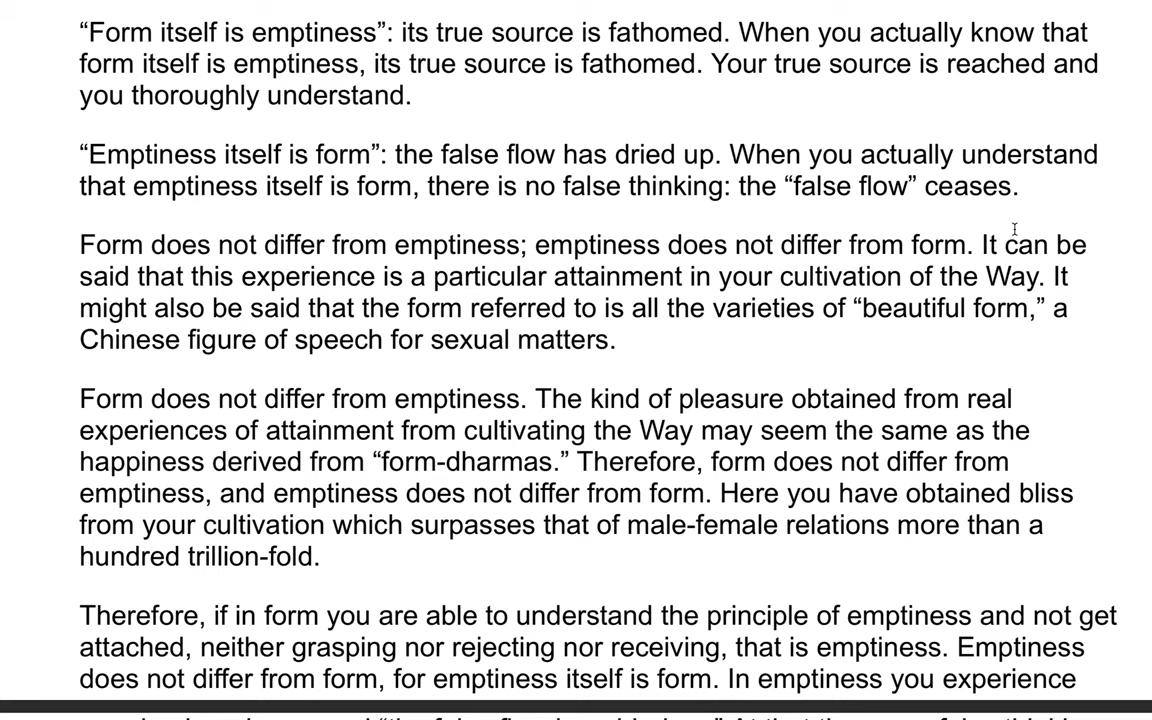 “Form itself is emptiness”: its true source is fathomed. When you actually know that
form itself is emptiness, its true source is fathomed. Your true source is reached and
you thoroughly understand.
“Emptiness itself is form”: the false flow has dried up. When you actually understand
that emptiness itself is form, there is no false thinking: the “false flow” ceases.
Form does not differ from emptiness; emptiness does not differ from form. It can be
said that this experience is a particular attainment in your cultivation of the Way. It
might also be said that the form referred to is all the varieties of “beautiful form,” a
Chinese figure of speech for sexual matters.
Form does not differ from emptiness. The kind of pleasure obtained from real
experiences of attainment from cultivating the Way may seem the same as the
happiness derived from “form-dharmas.” Therefore, form does not differ from
emptiness, and emptiness does not differ from form. Here you have obtained bliss
from your cultivation which surpasses that of male-female relations more than a
hundred trillion-fold.
Therefore, if in form you are able to understand the principle of emptiness and not get
attached, neither grasping nor rejecting nor receiving, that is emptiness. Emptiness
does not differ from form, for emptiness itself is form. In emptiness you experience